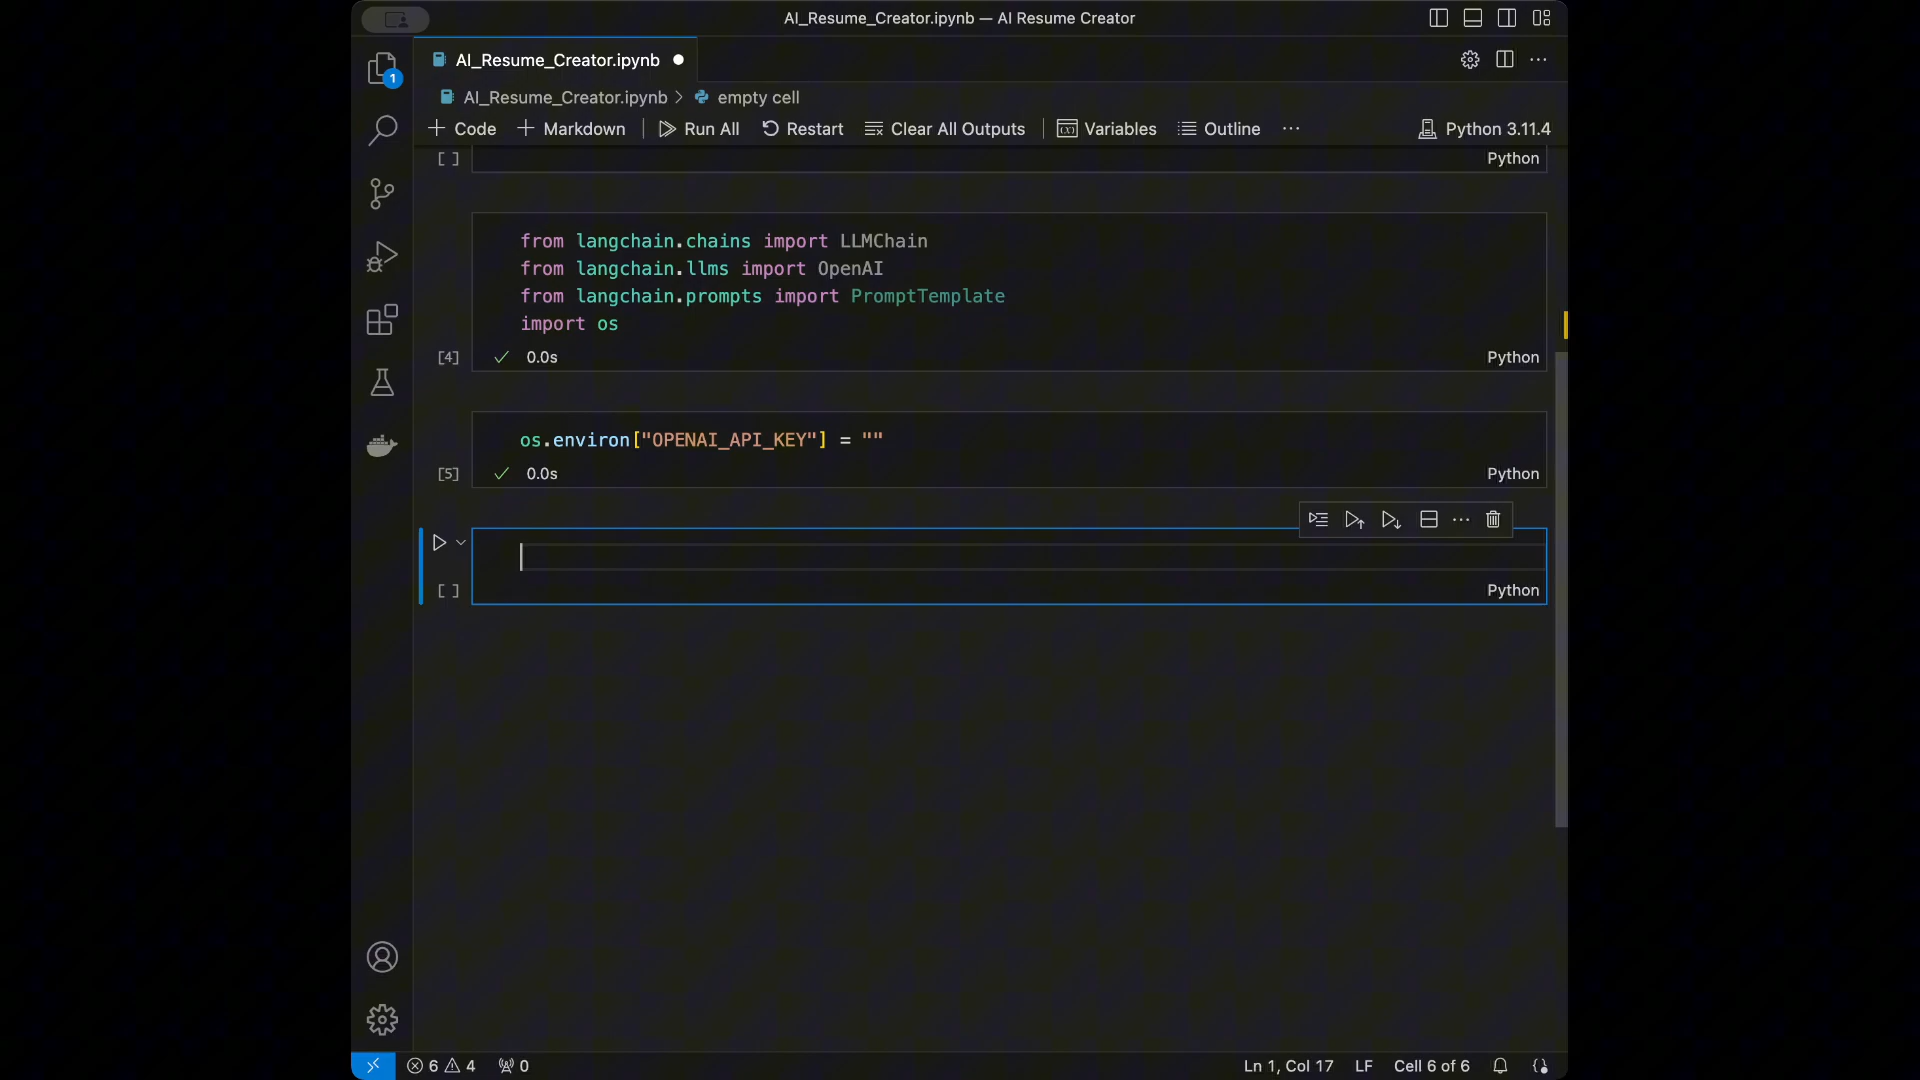 AI_Resume_Creator.ipynb — AI Resume Creator
AI_Resume_Creator.ipynb
1
AI_Resume_Creator.ipynb > empty cell
Code Markdown Run All Restart Clear All Outputs Variables Outline ... Python 3.11.4
[ ] Python
from langchain.chains import LLMChain
from langchain.llms import OpenAI
from langchain.prompts import PromptTemplate
import os
[4] 0.0s Python
os.environ["OPENAI_API_KEY"] = ""
[5] 0.0s Python
[ ] Python
6 4 0 Ln 1, Col 17 LF Cell 6 of 6